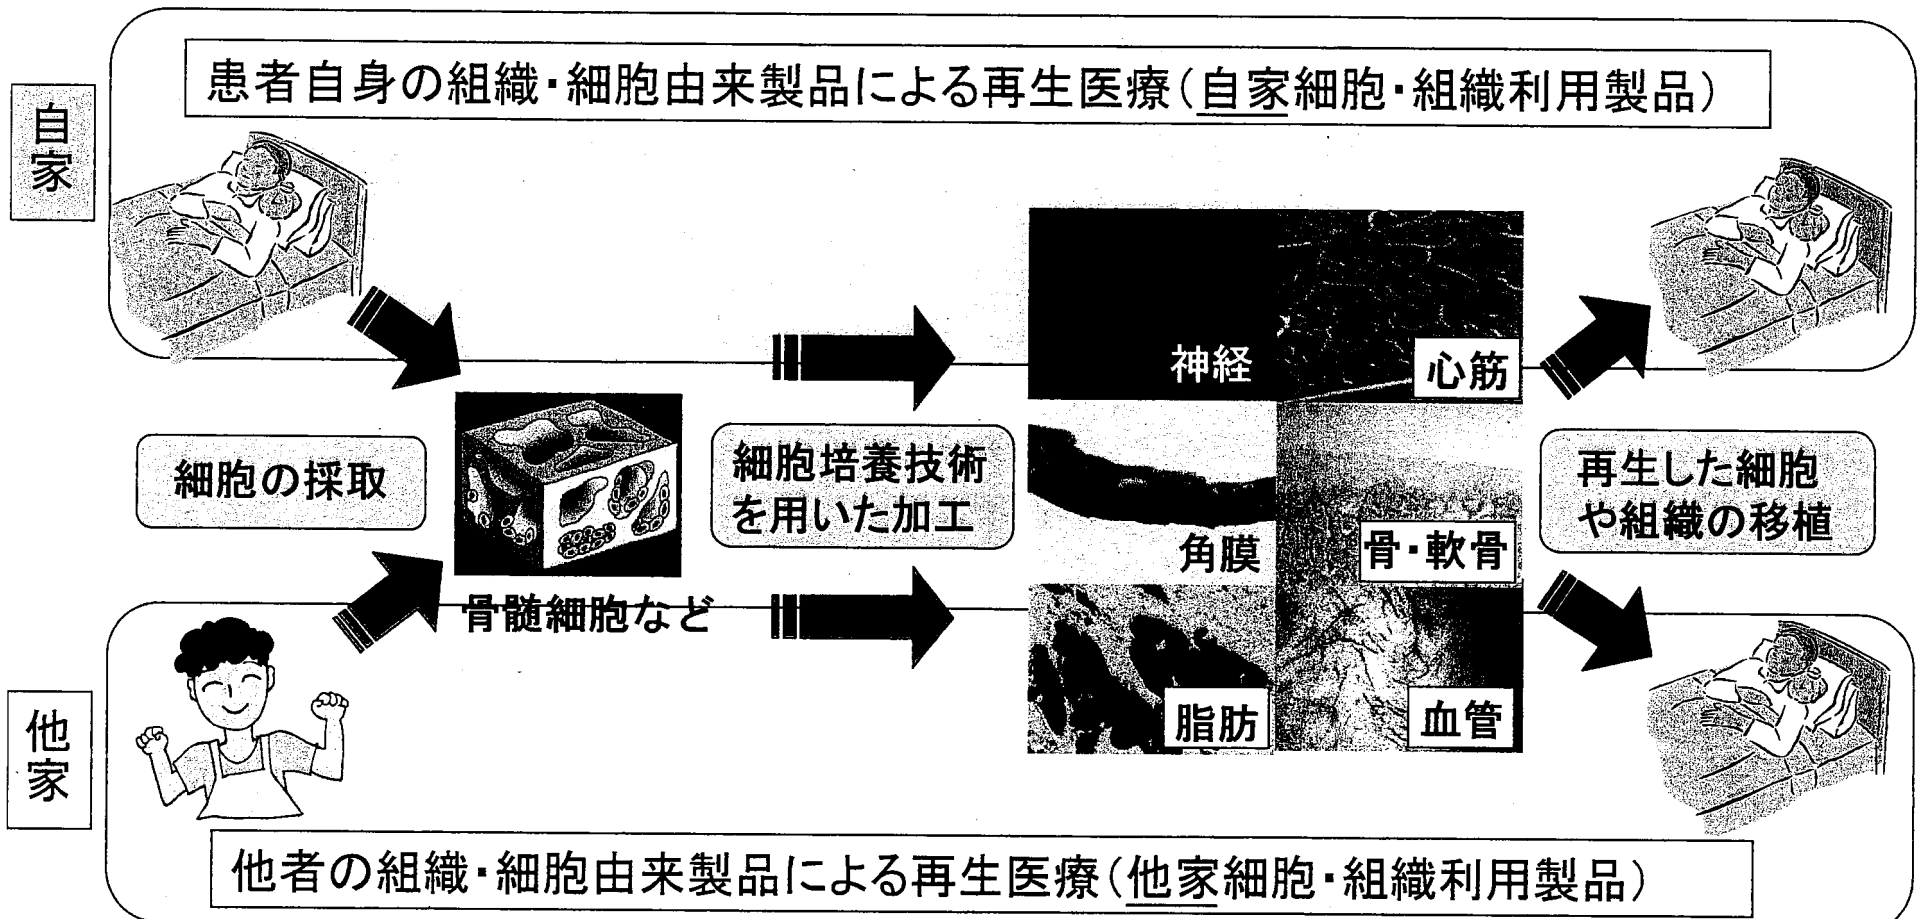 患者自身の組織・細胞由来製品による再生医療（自家細胞・組織利用製品）
自家
神経
心筋
細胞の採取
細胞培養技術
を用いた加工
再生した細胞
や組織の移植
角膜
骨・軟骨
骨髄細胞など
脂肪
血管
他家
他者の組織・細胞由来製品による再生医療（他家細胞・組織利用製品）